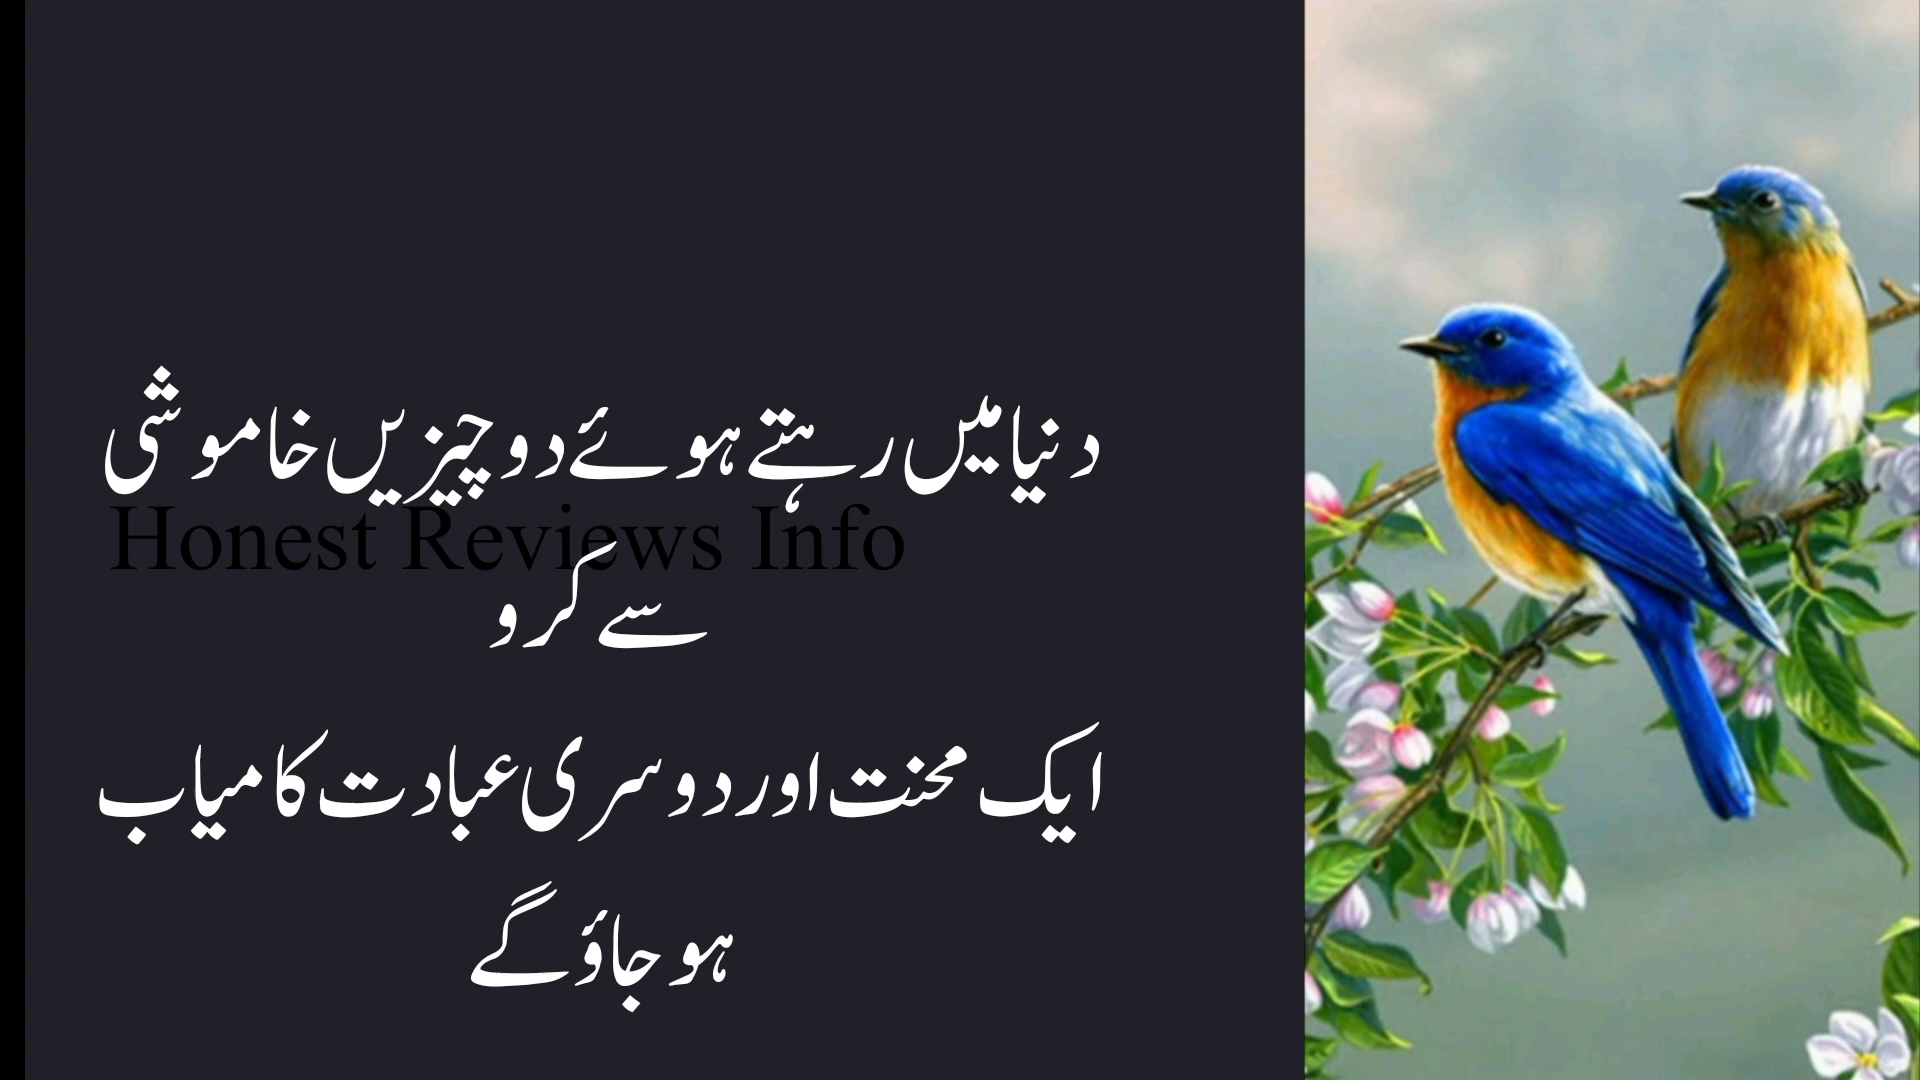 دنیا میں رہتے ہوئے دو چیزیں خاموشی
Honest Reviews Info
سے کرو
ایک محنت اور دوسری عبادت کامیاب
ہو جاؤ گے